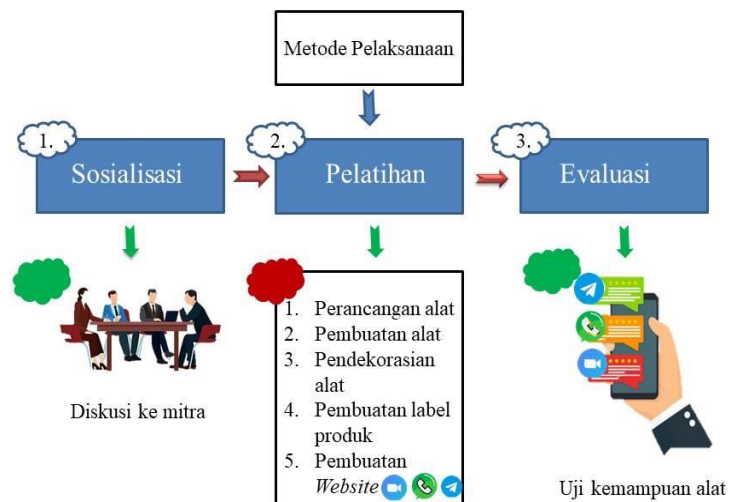 Metode Pelaksanaan
1.
Sosialisasi
2.
Pelatihan
3.
Evaluasi
Diskusi ke mitra
1. Perancangan alat
2. Pembuatan alat
3. Pendekorasian
alat
4. Pembuatan label
produk
5. Pembuatan
Website
Uji kemampuan alat